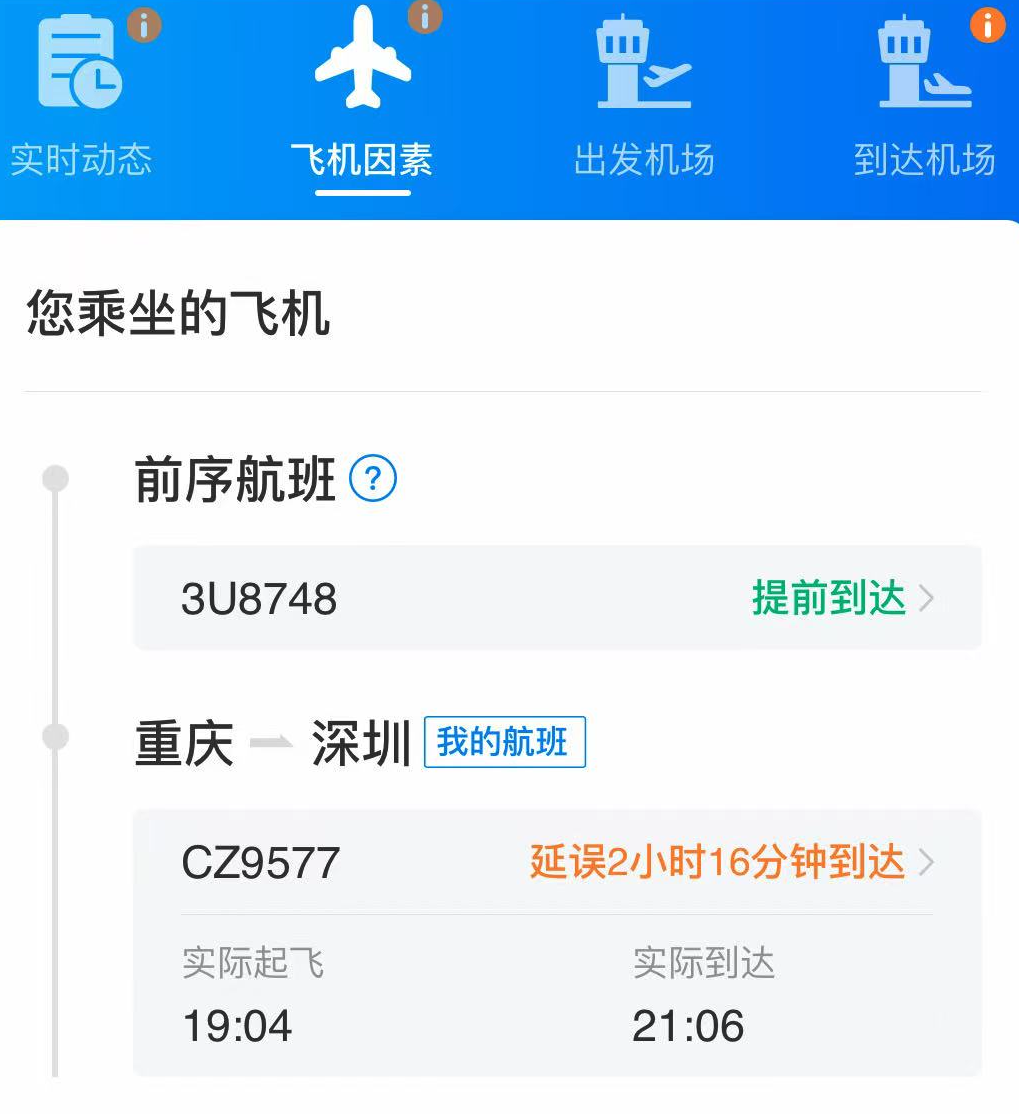 实时动态 飞机因素 出发机场 到达机场
您乘坐的飞机
前序航班 ?
3U8748 提前到达
重庆 深圳 我的航班
CZ9577 延误2小时16分钟到达
实际起飞 实际到达
19:04 21:06